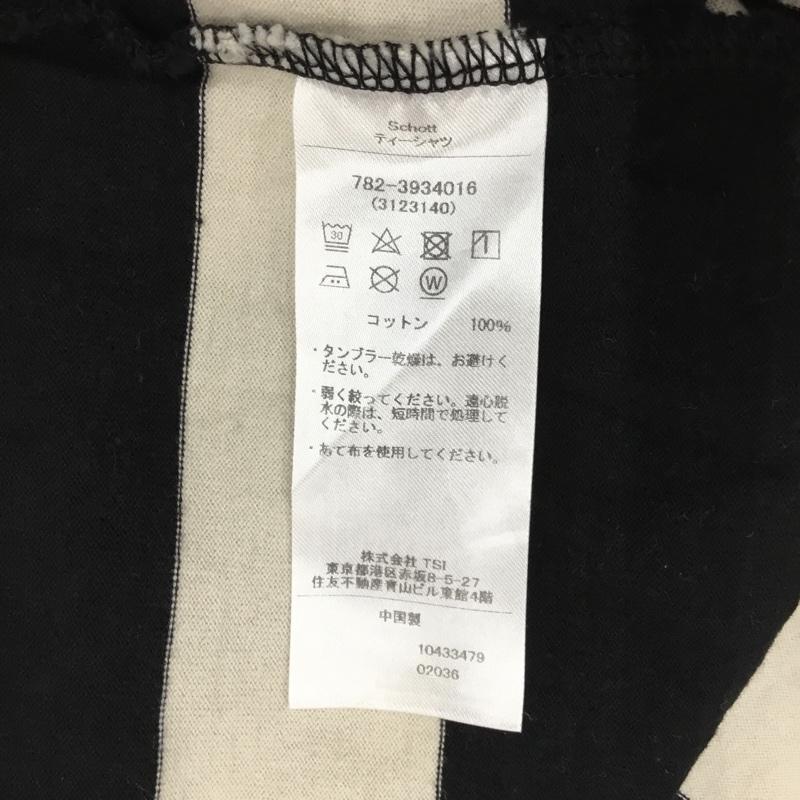 Schott
ティーシャツ
782-3934016
(3123140)
30
W
コットン 100%
・タンブラー乾燥は、お避けく
ださい。
・弱く絞ってください。遠心脱
水の際は、短時間で処理して
ください。
・あて布を使用してください。
株式会社 TSI
東京都港区赤坂8-5-27
住友不動産青山ビル東館4階
中国製
10433479
02036